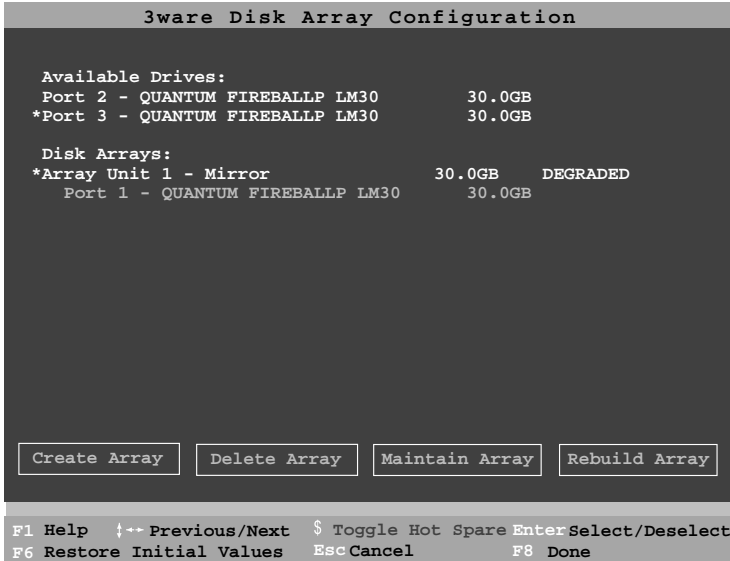 3ware Disk Array Configuration
Available Drives:
Port 2 - QUANTUM FIREBALLP LM30 30.0GB
*Port 3 - QUANTUM FIREBALLP LM30 30.0GB
Disk Arrays:
*Array Unit 1 - Mirror 30.0GB DEGRADED
Port 1 - QUANTUM FIREBALLP LM30 30.0GB
Create Array Delete Array Maintain Array Rebuild Array
F1 Help ↕↔ Previous/Next $ Toggle Hot Spare Enter Select/Deselect
F6 Restore Initial Values Esc Cancel F8 Done